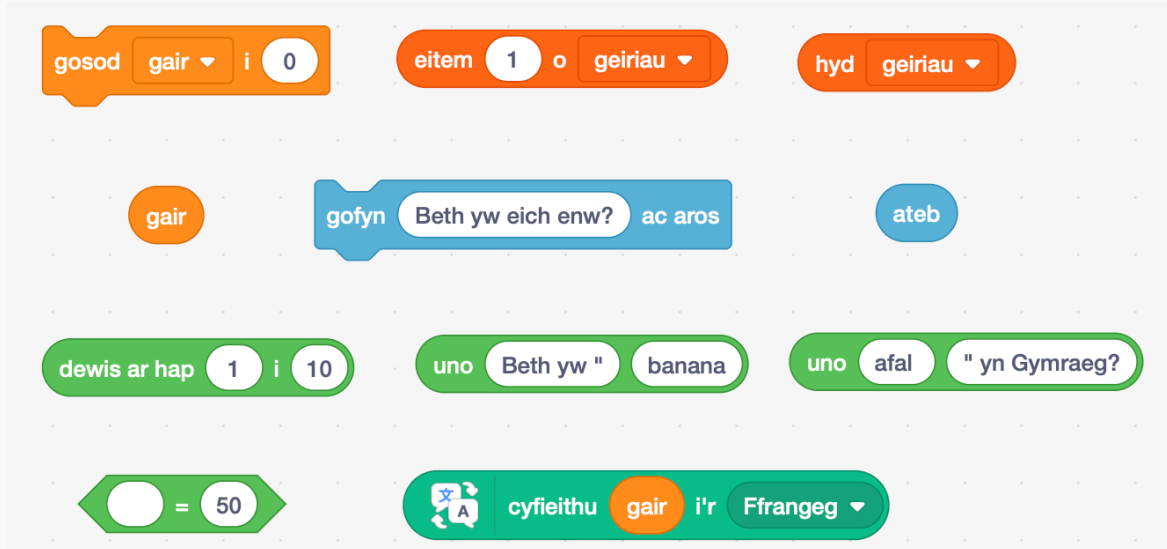 gosod gair i 0
eitem 1 o geiriau
hyd geiriau
gair
gofyn Beth yw eich enw? ac aros
ateb
dewis ar hap 1 i 10
uno Beth yw " banana
uno afal " yn Gymraeg?
= 50
文 A cyfieithu gair i'r Ffrangeg